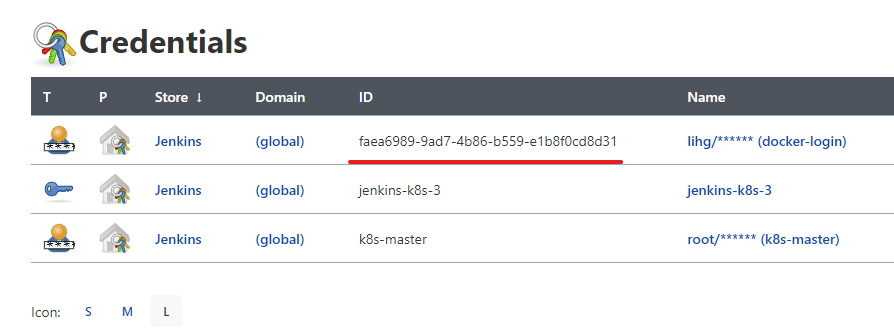 Credentials
T P Store ↓ Domain ID Name
Jenkins (global) faea6989-9ad7-4b86-b559-e1b8f0cd8d31 lihg/****** (docker-login)
Jenkins (global) jenkins-k8s-3 jenkins-k8s-3
Jenkins (global) k8s-master root/****** (k8s-master)
Icon: S M L